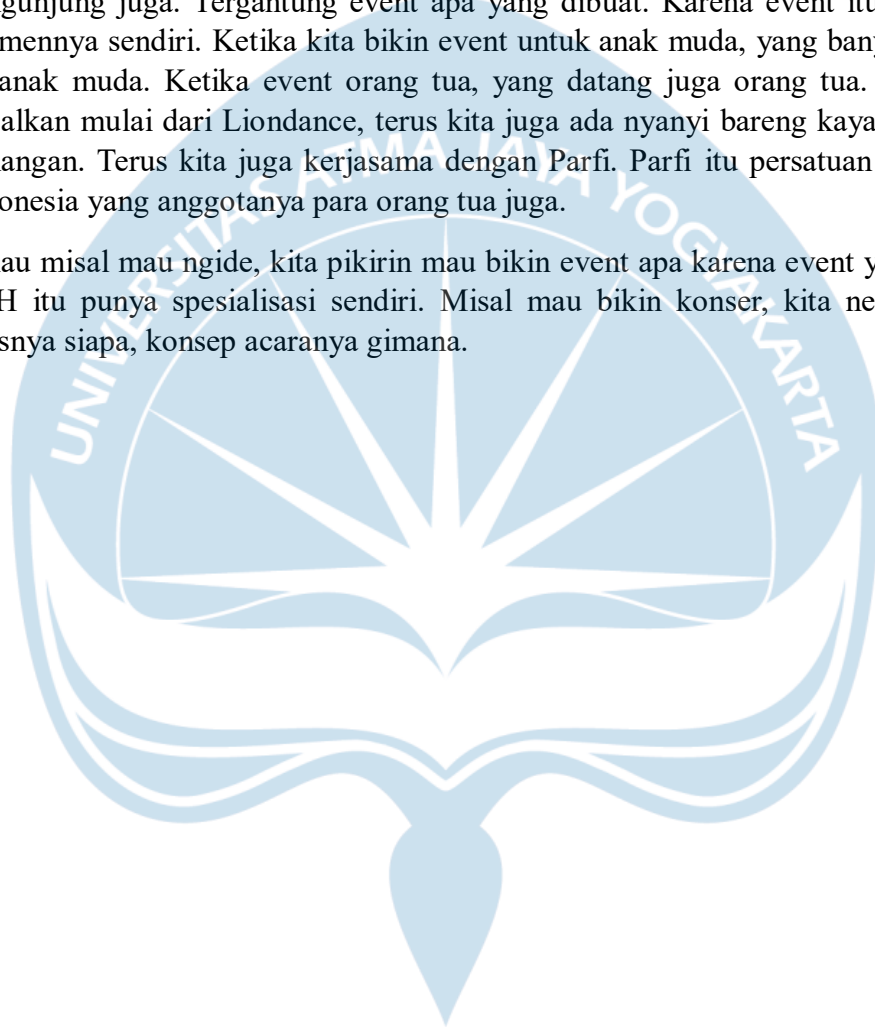 gunjung juga. Tergantung event apa yang dibuat. Karena event itu
mennya sendiri. Ketika kita bikin event untuk anak muda, yang bany
anak muda. Ketika event orang tua, yang datang juga orang tua.
alkan mulai dari Liondance, terus kita juga ada nyanyi bareng kaya
nangan. Terus kita juga kerjasama dengan Parfi. Parfi itu persatuan
onesia yang anggotanya para orang tua juga.
au misal mau ngide, kita pikirin mau bikin event apa karena event y
H itu punya spesialisasi sendiri. Misal mau bikin konser, kita ne
snya siapa, konsep acaranya gimana.
UNIVERSITAS ATMA JAYA YOGYAKARTA